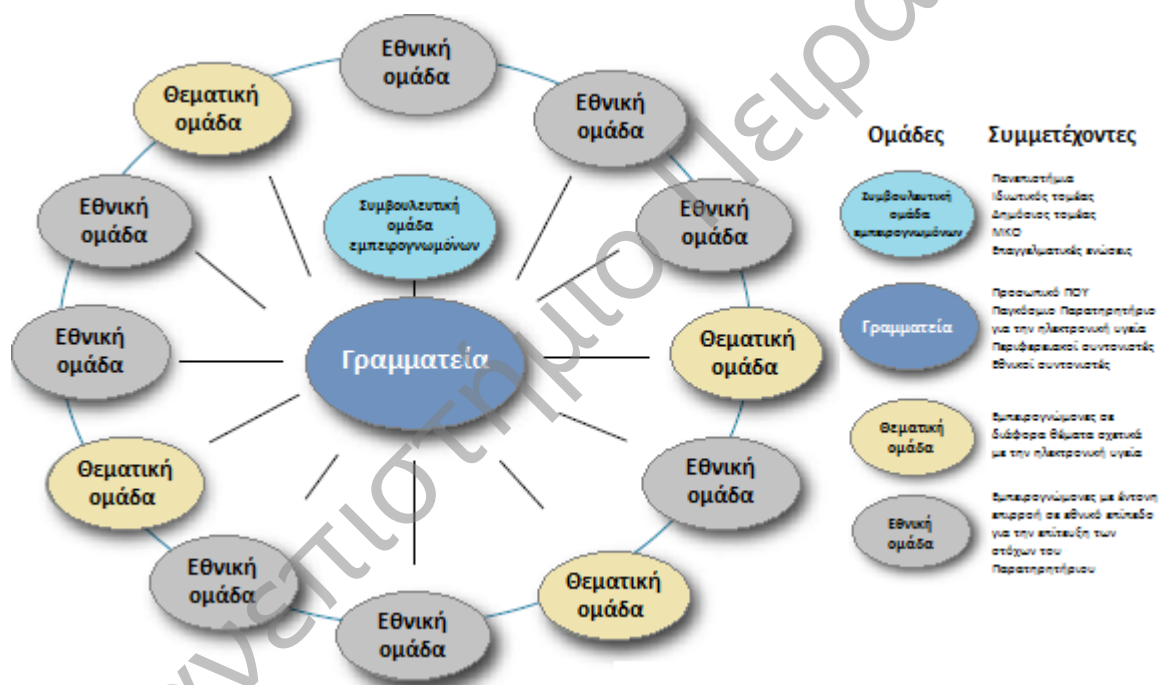 Εθνική
ομάδα
Θεματική
ομάδα
Εθνική
ομάδα
Εθνική
ομάδα
Εθνική
ομάδα
Συμβουλευτική
ομάδα
εμπειρογνωμόνων
Εθνική
ομάδα
Γραμματεία
Θεματική
ομάδα
Θεματική
ομάδα
Εθνική
ομάδα
Εθνική
ομάδα
Θεματική
ομάδα
Εθνική
ομάδα
Ομάδες
Συμμετέχοντες
Συμβουλευτική
ομάδα
εμπειρογνωμόνων
Πανεπιστήμια
Ιδιωτικός τομέας
Δημόσιος τομέας
ΜΚΟ
Επαγγελματικές ενώσεις
Γραμματεία
Προσωπικό ΠΟΥ
Παγκόσμιο Παρατηρητήριο
για την ηλεκτρονική υγεία
Περιφερειακοί συντονιστές
Εθνικοί συντονιστές
Θεματική
ομάδα
Εμπειρογνώμονες σε
διάφορα θέματα σχετικά
με την ηλεκτρονική υγεία
Εθνική
ομάδα
Εμπειρογνώμονες με έντονη
επιρροή σε εθνικό επίπεδο
για την επίτευξη των
στόχων του
Παρατηρητήριου
νεπιστήμιο Πειρα